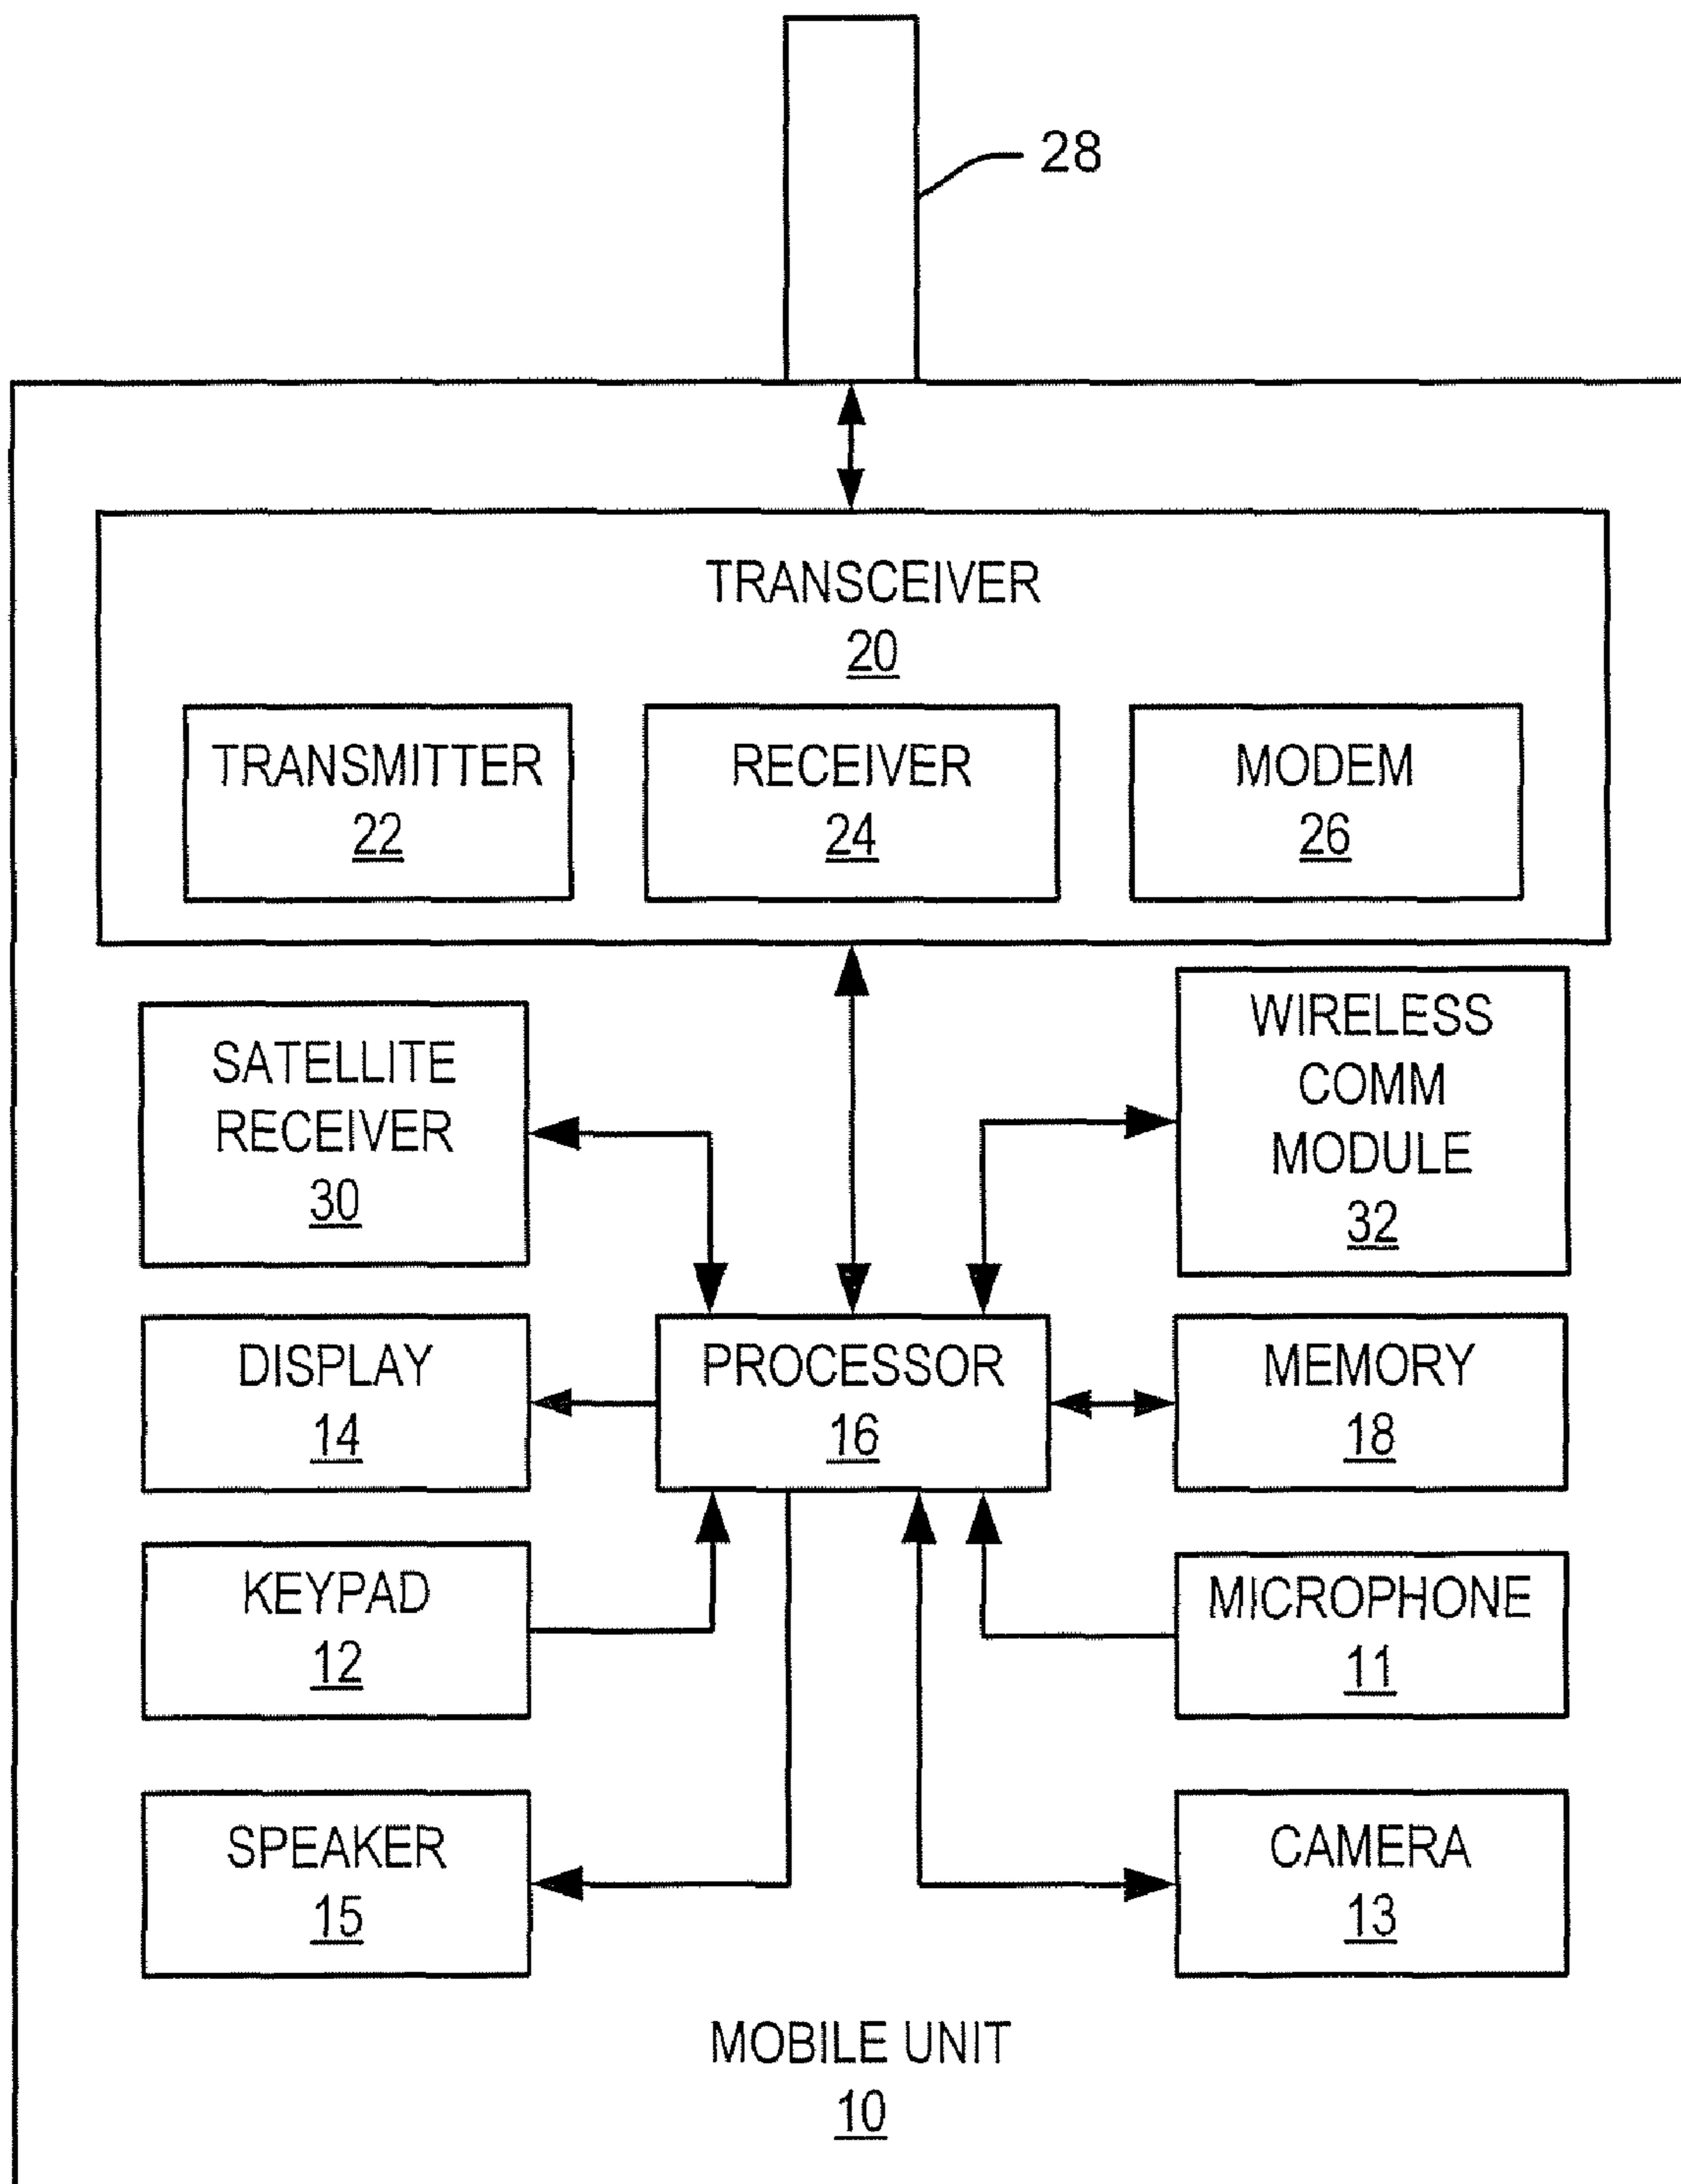 28
TRANSCEIVER
20
TRANSMITTER
22
RECEIVER
24
MODEM
26
SATELLITE
RECEIVER
30
WIRELESS
COMM
MODULE
32
DISPLAY
14
PROCESSOR
16
MEMORY
18
KEYPAD
12
MICROPHONE
11
SPEAKER
15
CAMERA
13
MOBILE UNIT
10